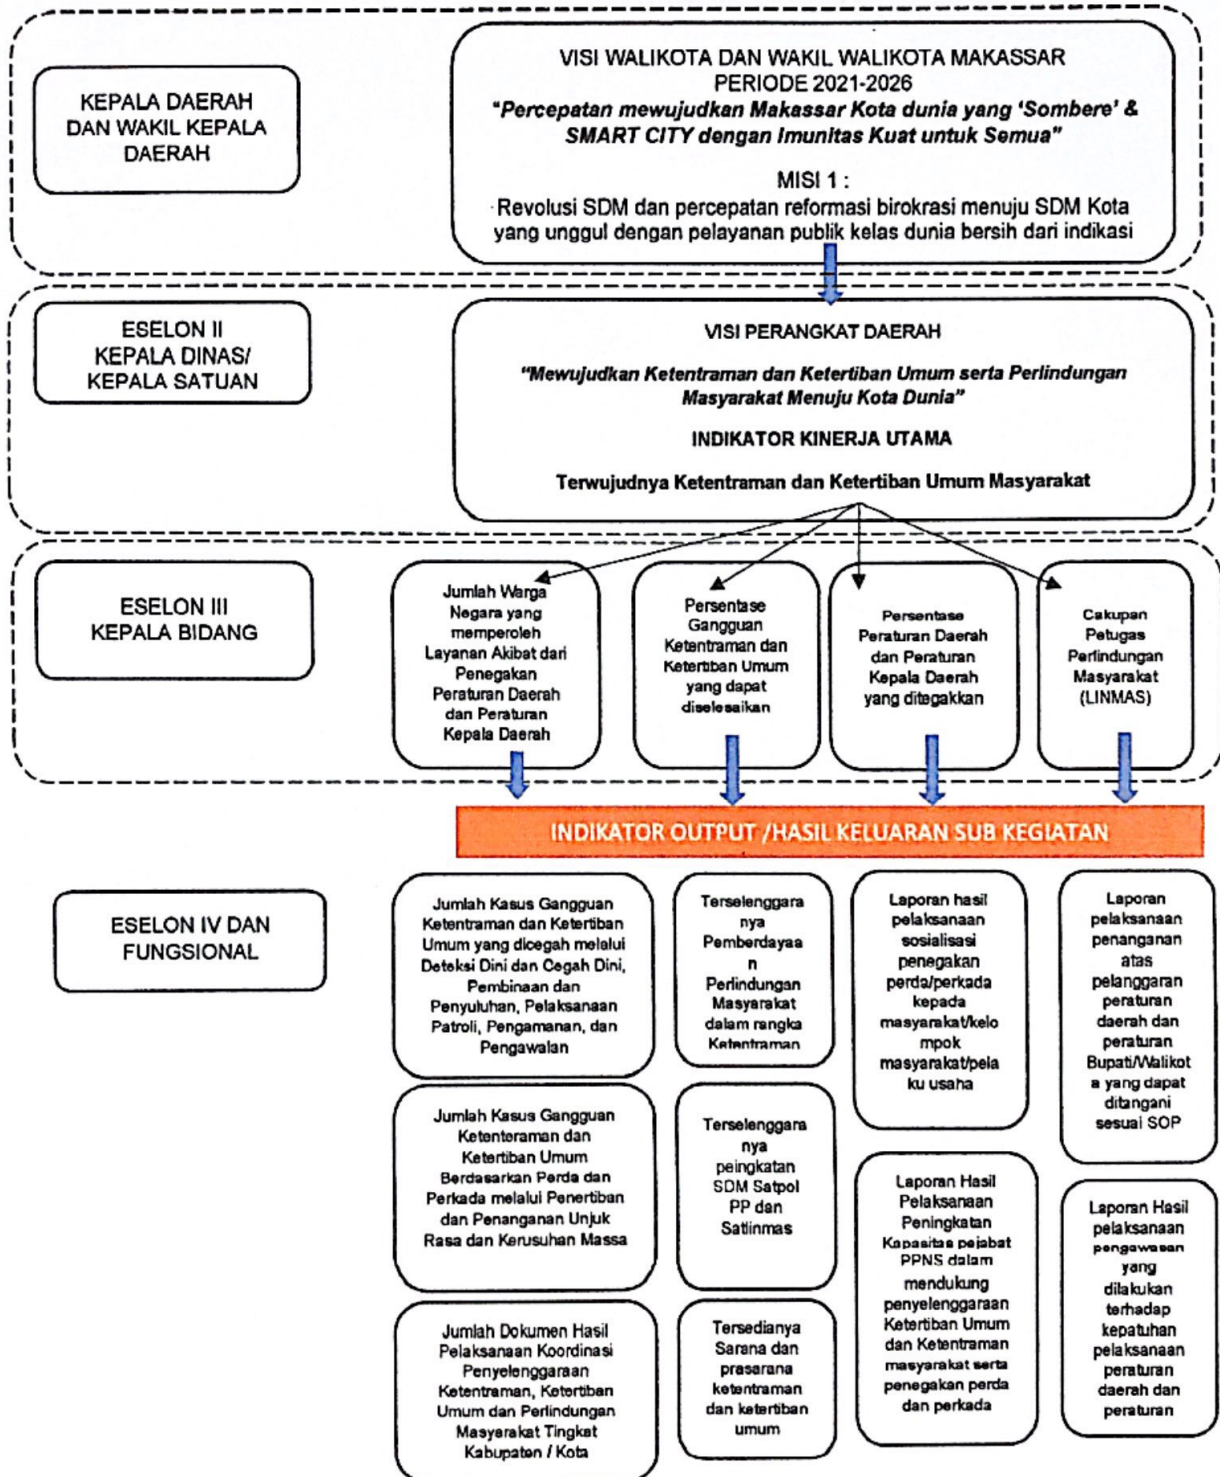 KEPALA DAERAH
DAN WAKIL KEPALA
DAERAH
VISI WALIKOTA DAN WAKIL WALIKOTA MAKASSAR
PERIODE 2021-2026
"Percepatan mewujudkan Makassar Kota dunia yang 'Sombere' &
SMART CITY dengan Imunitas Kuat untuk Semua"
MISI 1 :
Revolusi SDM dan percepatan reformasi birokrasi menuju SDM Kota
yang unggul dengan pelayanan publik kelas dunia bersih dari indikasi
ESELON II
KEPALA DINAS/
KEPALA SATUAN
VISI PERANGKAT DAERAH
"Mewujudkan Ketentraman dan Ketertiban Umum serta Perlindungan
Masyarakat Menuju Kota Dunia"
INDIKATOR KINERJA UTAMA
Terwujudnya Ketentraman dan Ketertiban Umum Masyarakat
ESELON III
KEPALA BIDANG
Jumlah Warga
Negara yang
memperoleh
Layanan Akibat dari
Penegakan
Peraturan Daerah
dan Peraturan
Kepala Daerah
Persentase
Gangguan
Ketentraman dan
Ketertiban Umum
yang dapat
diselesaikan
Persentase
Peraturan Daerah
dan Peraturan
Kepala Daerah
yang ditegakkan
Cakupan
Petugas
Perlindungan
Masyarakat
(LINMAS)
INDIKATOR OUTPUT /HASIL KELUARAN SUB KEGIATAN
ESELON IV DAN
FUNGSIONAL
Jumlah Kasus Gangguan
Ketentraman dan Ketertiban
Umum yang dicegah melalui
Deteksi Dini dan Cegah Dini,
Pembinaan dan
Penyuluhan, Pelaksanaan
Patroli, Pengamanan, dan
Pengawalan
Terselenggara
nya
Pemberdayaa
n
Perlindungan
Masyarakat
dalam rangka
Ketentraman
Laporan hasil
pelaksanaan
sosialisasi
penegakan
perda/perkada
kepada
masyarakat/kelo
mpok
masyarakat/pela
ku usaha
Laporan
pelaksanaan
penanganan
atas
pelanggaran
peraturan
daerah dan
peraturan
Bupati/Walikot
a yang dapat
ditangani
sesuai SOP
Jumlah Kasus Gangguan
Ketenteraman dan
Ketertiban Umum
Berdasarkan Perda dan
Perkada melalui Penertiban
dan Penanganan Unjuk
Rasa dan Kerusuhan Massa
Terselenggara
nya
peingkatan
SDM Satpol
PP dan
Satlinmas
Laporan Hasil
Pelaksanaan
Peningkatan
Kapasitas pejabat
PPNS dalam
mendukung
penyelenggaraan
Ketertiban Umum
dan Ketentraman
masyarakat serta
penegakan perda
dan perkada
Laporan Hasil
pelaksanaan
pengawasan
yang
dilakukan
terhadap
kepatuhan
pelaksanaan
peraturan
daerah dan
peraturan
Jumlah Dokumen Hasil
Pelaksanaan Koordinasi
Penyelenggaraan
Ketentraman, Ketertiban
Umum dan Perlindungan
Masyarakat Tingkat
Kabupaten / Kota
Tersedianya
Sarana dan
prasarana
ketentraman
dan ketertiban
umum